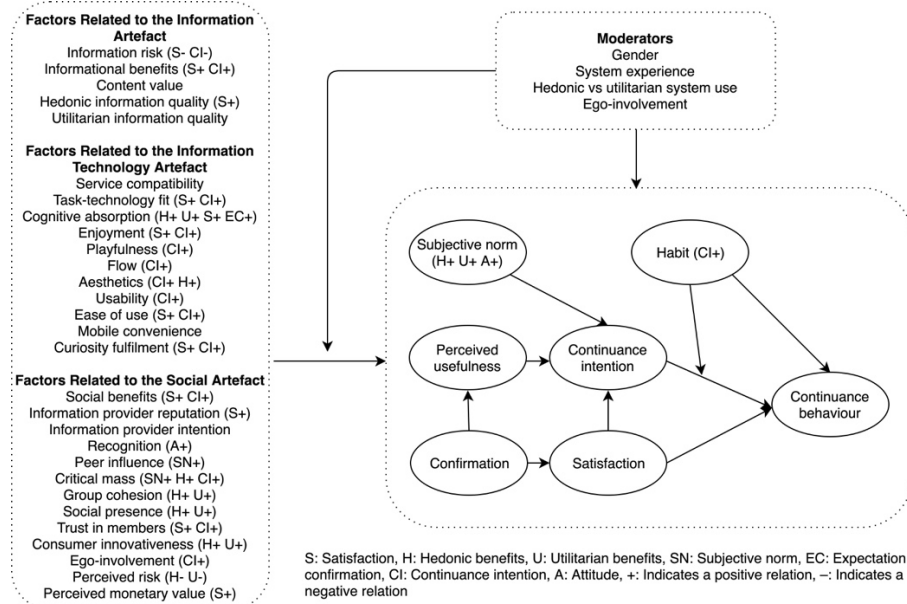 Factors Related to the Information
Artefact
Information risk (S- CI-)
Informational benefits (S+ CI+)
Content value
Hedonic information quality (S+)
Utilitarian information quality
Factors Related to the Information
Technology Artefact
Service compatibility
Task-technology fit (S+ CI+)
Cognitive absorption (H+ U+ S+ EC+)
Enjoyment (S+ CI+)
Playfulness (CI+)
Flow (CI+)
Aesthetics (CI+ H+)
Usability (CI+)
Ease of use (S+ CI+)
Mobile convenience
Curiosity fulfilment (S+ CI+)
Factors Related to the Social Artefact
Social benefits (S+ CI+)
Information provider reputation (S+)
Information provider intention
Recognition (A+)
Peer influence (SN+)
Critical mass (SN+ H+ CI+)
Group cohesion (H+ U+)
Social presence (H+ U+)
Trust in members (S+ CI+)
Consumer innovativeness (H+ U+)
Ego-involvement (CI+)
Perceived risk (H- U-)
Perceived monetary value (S+)
Moderators
Gender
System experience
Hedonic vs utilitarian system use
Ego-involvement
Subjective norm
(H+ U+ A+)
Habit (CI+)
Perceived
usefulness
Continuance
intention
Continuance
behaviour
Confirmation
Satisfaction
S: Satisfaction, H: Hedonic benefits, U: Utilitarian benefits, SN: Subjective norm, EC: Expectation
confirmation, CI: Continuance intention, A: Attitude, +: Indicates a positive relation, –: Indicates a
negative relation